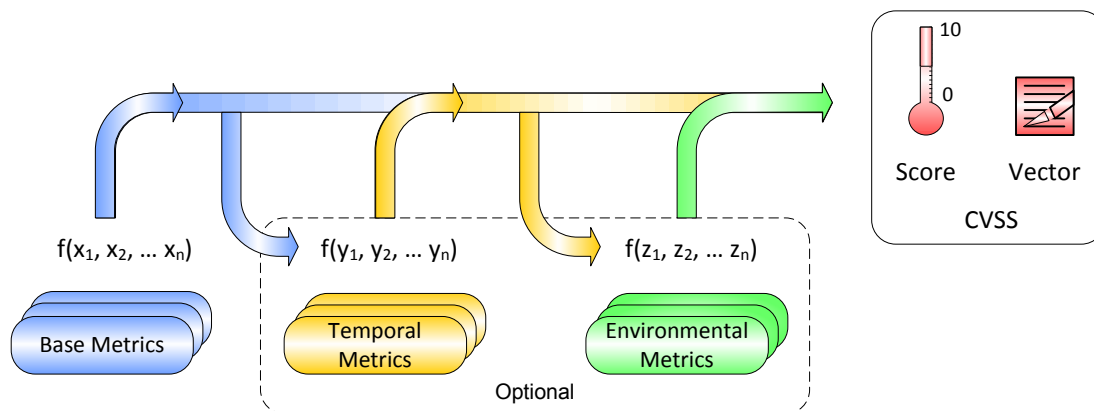 10
0
Score
Vector
CVSS
f(x₁, x₂, ... xₙ)
f(y₁, y₂, ... yₙ)
f(z₁, z₂, ... zₙ)
Base Metrics
Temporal
Metrics
Environmental
Metrics
Optional